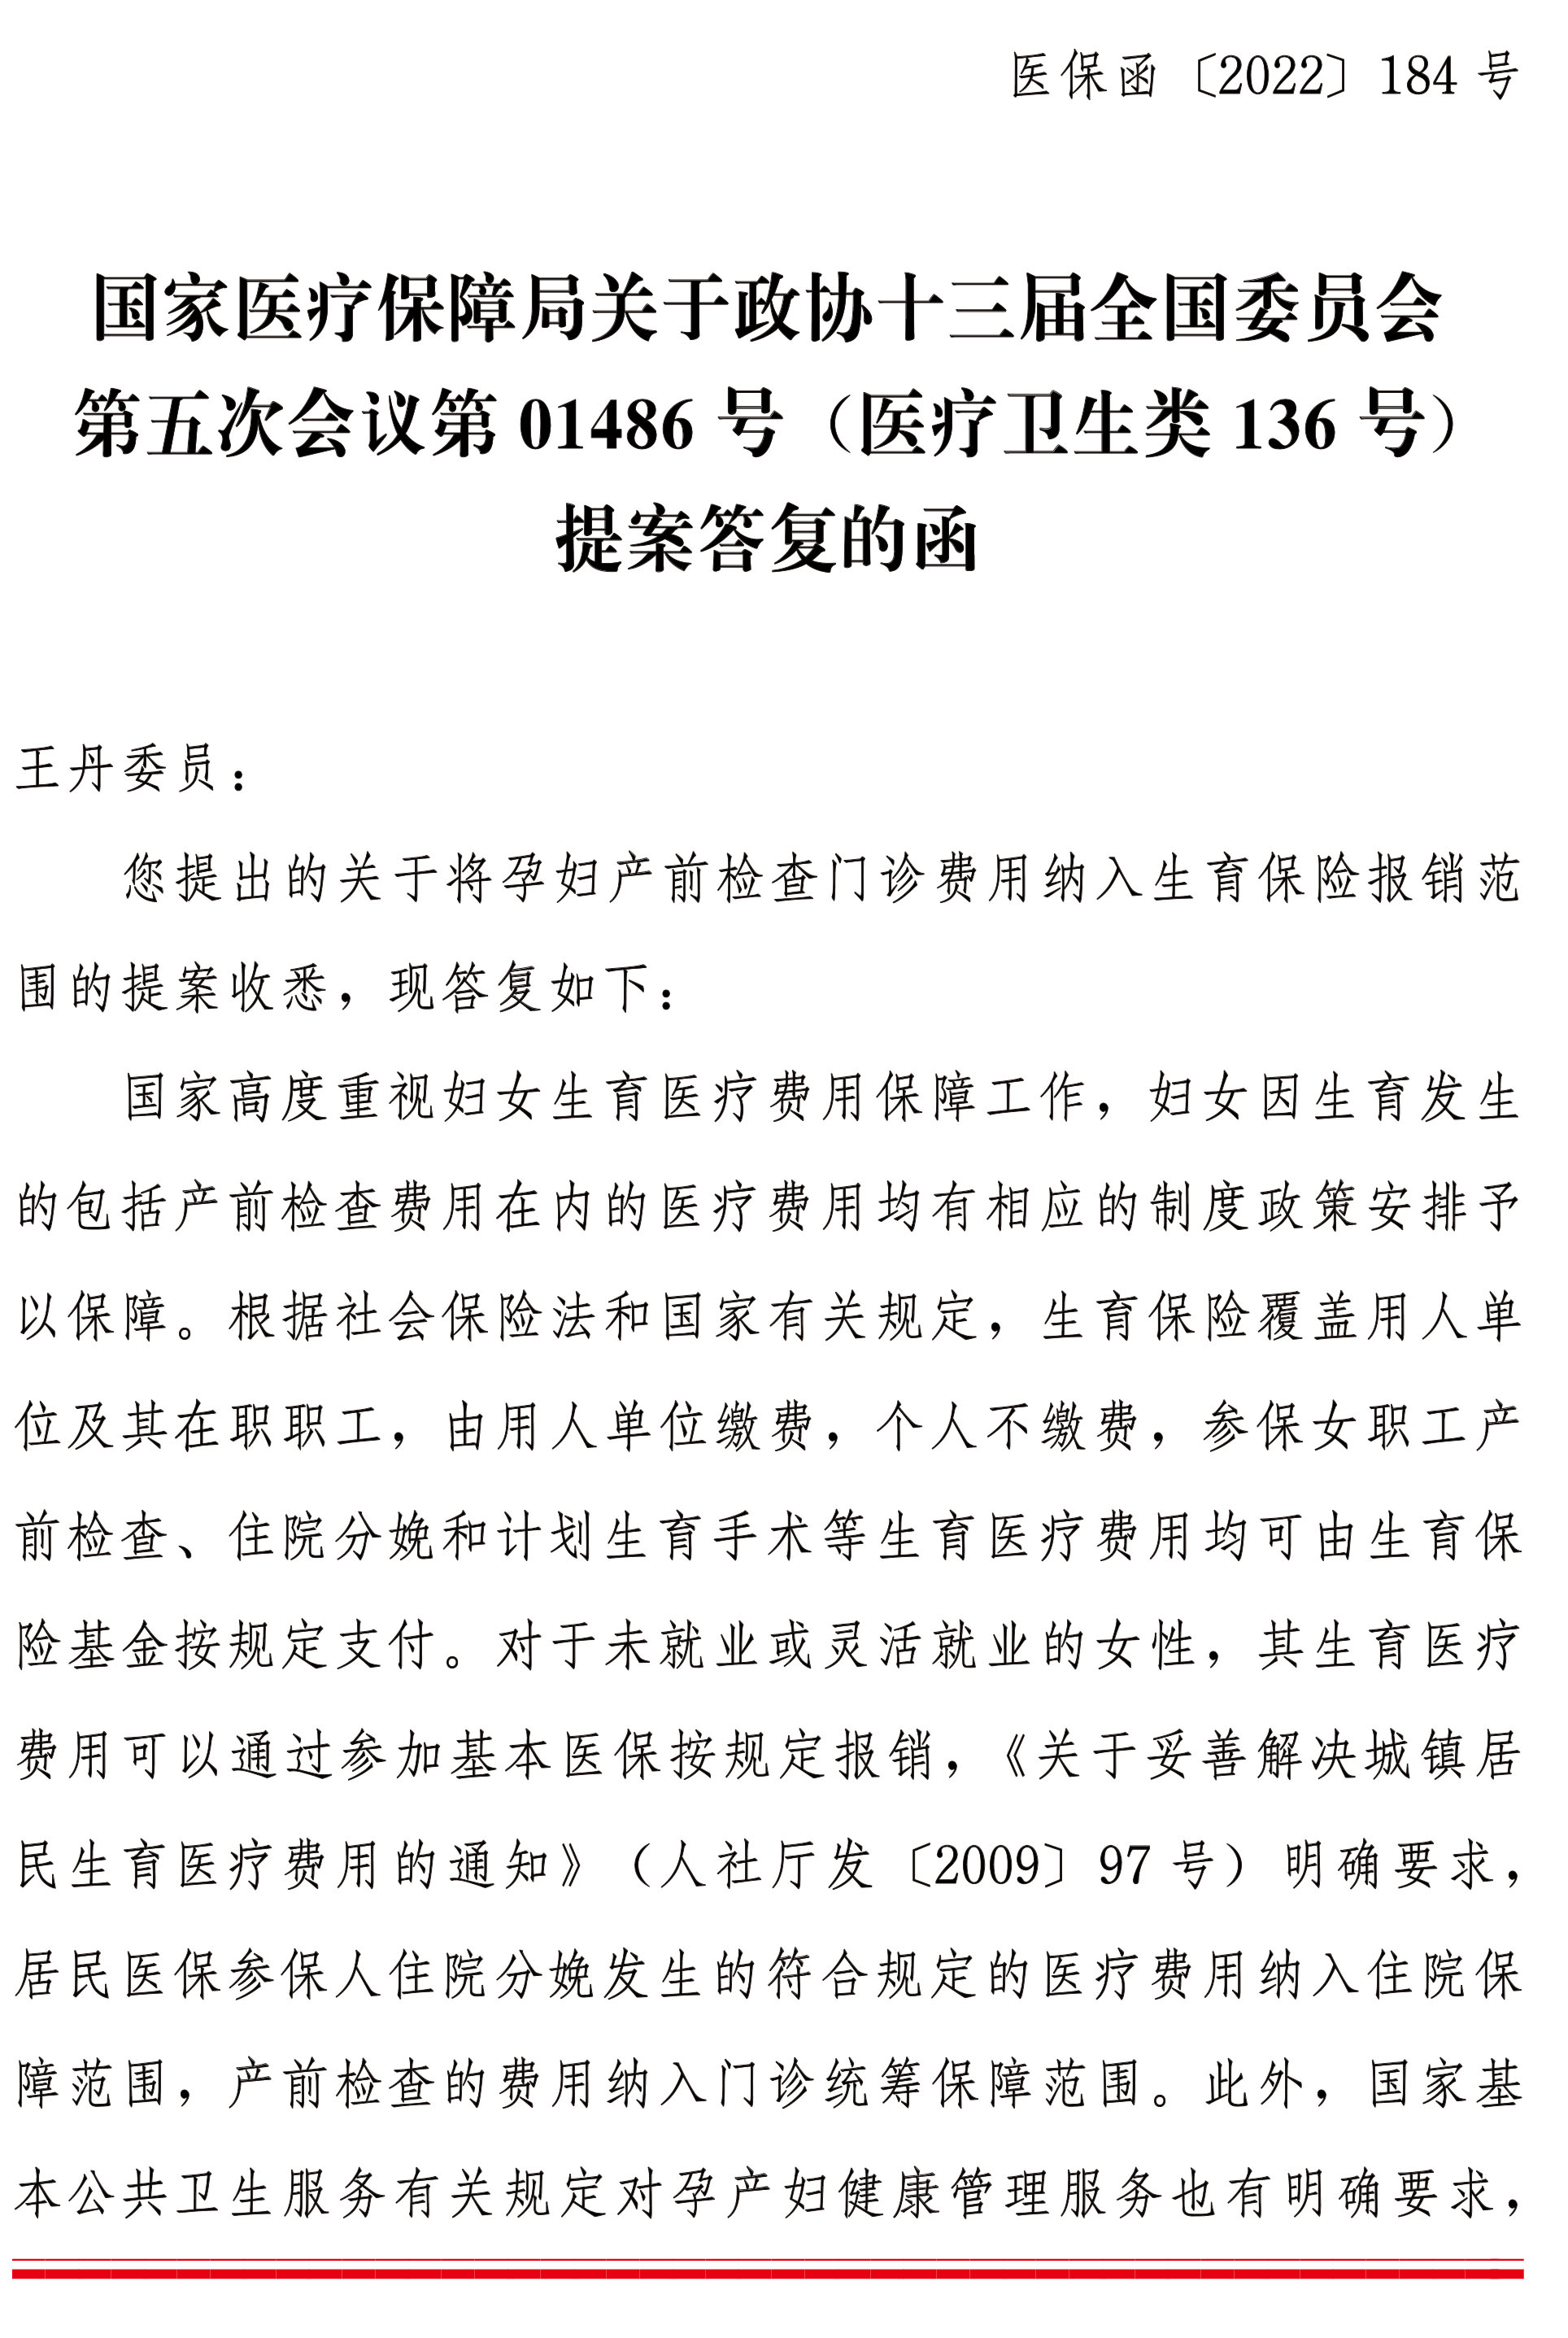 医保函〔2022〕184 号
国家医疗保障局关于政协十三届全国委员会
第五次会议第 01486 号（医疗卫生类 136 号）
提案答复的函
王丹委员：
您提出的关于将孕妇产前检查门诊费用纳入生育保险报销范
围的提案收悉，现答复如下：
国家高度重视妇女生育医疗费用保障工作，妇女因生育发生
的包括产前检查费用在内的医疗费用均有相应的制度政策安排予
以保障。根据社会保险法和国家有关规定，生育保险覆盖用人单
位及其在职职工，由用人单位缴费，个人不缴费，参保女职工产
前检查、住院分娩和计划生育手术等生育医疗费用均可由生育保
险基金按规定支付。对于未就业或灵活就业的女性，其生育医疗
费用可以通过参加基本医保按规定报销，《关于妥善解决城镇居
民生育医疗费用的通知》（人社厅发〔2009〕97 号）明确要求，
居民医保参保人住院分娩发生的符合规定的医疗费用纳入住院保
障范围，产前检查的费用纳入门诊统筹保障范围。此外，国家基
本公共卫生服务有关规定对孕产妇健康管理服务也有明确要求，